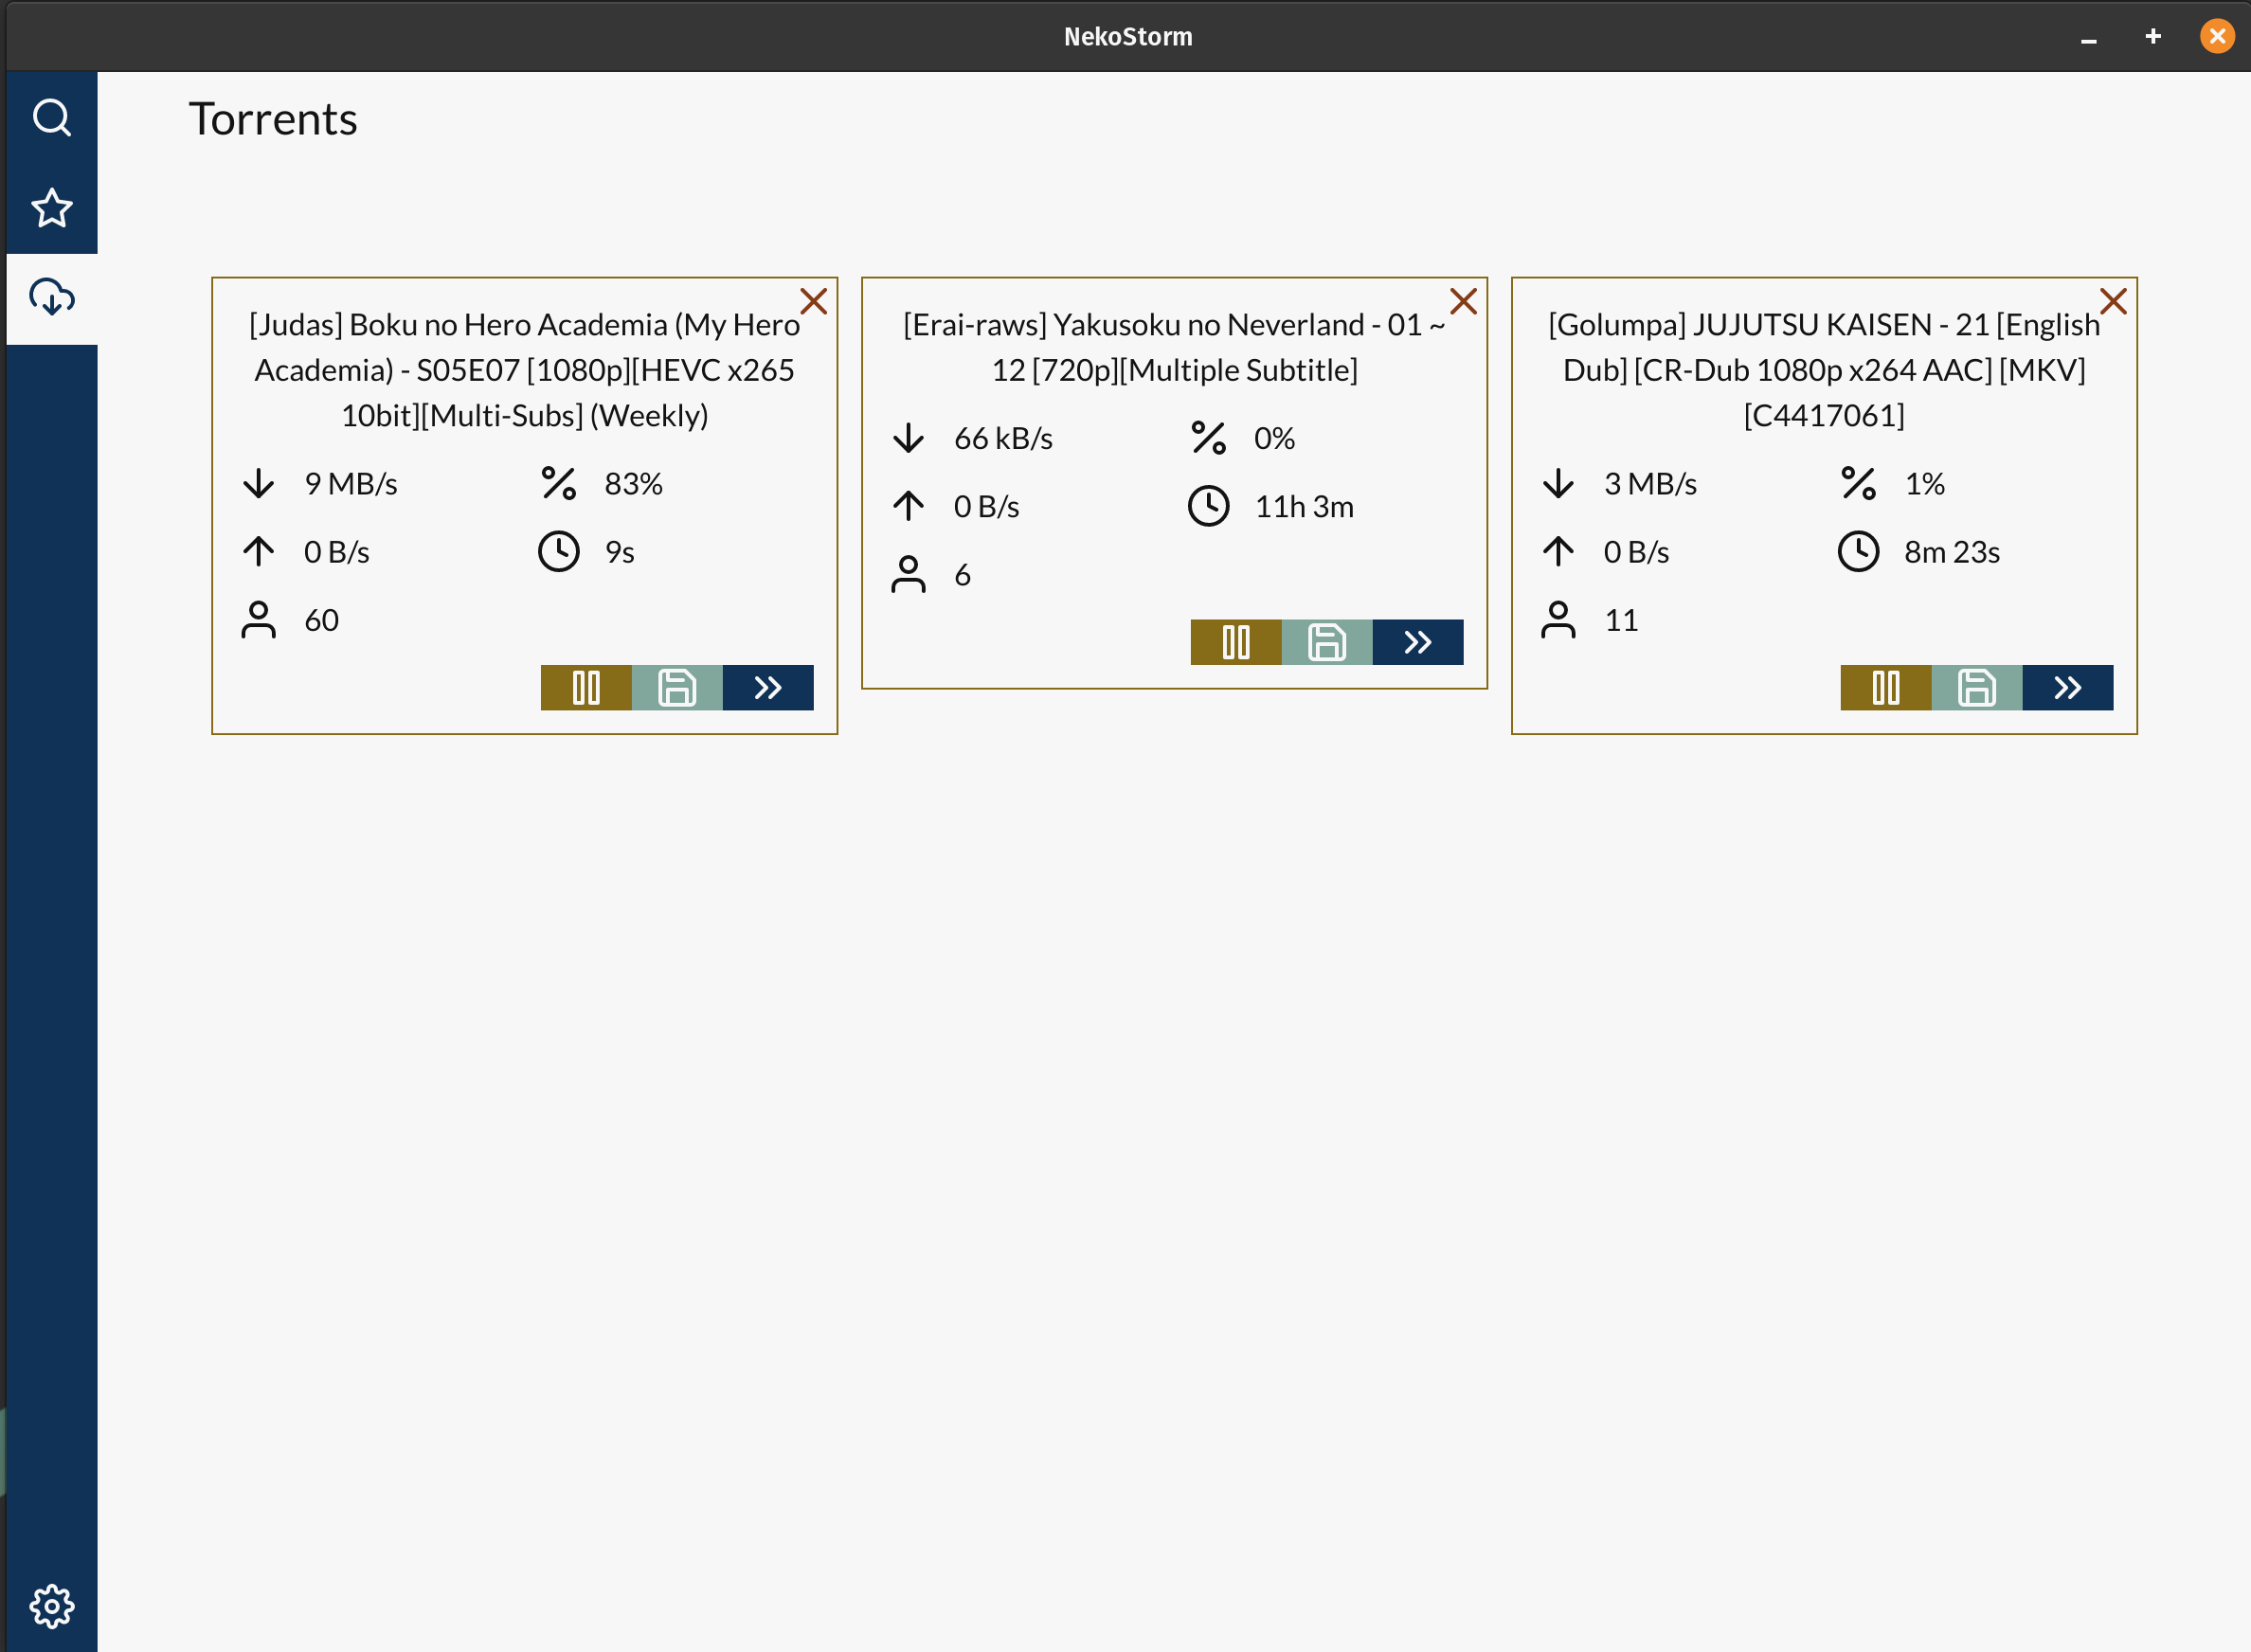 NekoStorm
Torrents
[Judas] Boku no Hero Academia (My Hero
Academia) - S05E07 [1080p][HEVC x265
10bit][Multi-Subs] (Weekly)
9 MB/s
83%
0 B/s
9s
60
[Erai-raws] Yakusoku no Neverland - 01 ~
12 [720p][Multiple Subtitle]
66 kB/s
0%
0 B/s
11h 3m
6
[Golumpa] JUJUTSU KAISEN - 21 [English
Dub] [CR-Dub 1080p x264 AAC] [MKV]
[C4417061]
3 MB/s
1%
0 B/s
8m 23s
11